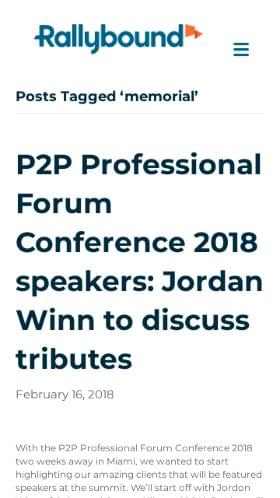 Rallybound
Posts Tagged ‘memorial’
P2P Professional
Forum
Conference 2018
speakers: Jordan
Winn to discuss
tributes
February 16, 2018
With the P2P Professional Forum Conference 2018
two weeks away in Miami, we wanted to start
highlighting our amazing clients that will be featured
speakers at the summit. We’ll start off with Jordon